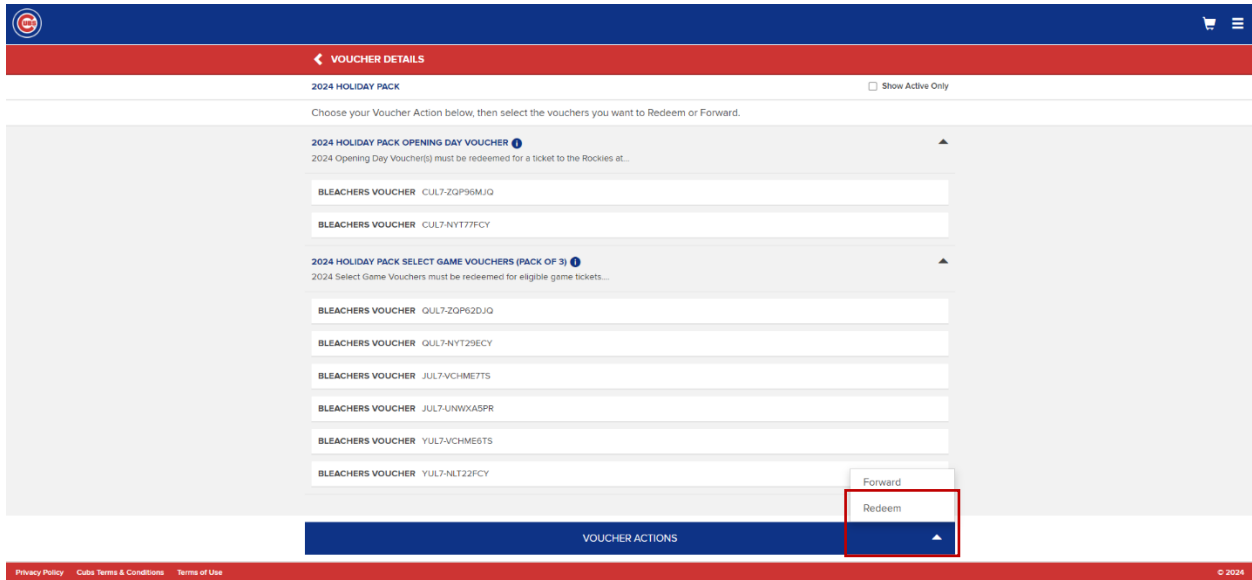 CUBS
VOUCHER DETAILS
2024 HOLIDAY PACK
Show Active Only
Choose your Voucher Action below, then select the vouchers you want to Redeem or Forward.
2024 HOLIDAY PACK OPENING DAY VOUCHER i
2024 Opening Day Voucher(s) must be redeemed for a ticket to the Rockies at...
BLEACHERS VOUCHER CUL7-ZQP96MJQ
BLEACHERS VOUCHER CUL7-NYT77FCY
2024 HOLIDAY PACK SELECT GAME VOUCHERS (PACK OF 3) i
2024 Select Game Vouchers must be redeemed for eligible game tickets....
BLEACHERS VOUCHER QUL7-ZQP62DJQ
BLEACHERS VOUCHER QUL7-NYT29ECY
BLEACHERS VOUCHER JUL7-VCHME7TS
BLEACHERS VOUCHER JUL7-UNWXA5PR
BLEACHERS VOUCHER YUL7-VCHME6TS
BLEACHERS VOUCHER YUL7-NLT22FCY
Forward
Redeem
VOUCHER ACTIONS
Privacy Policy Cubs Terms & Conditions Terms of Use
© 2024